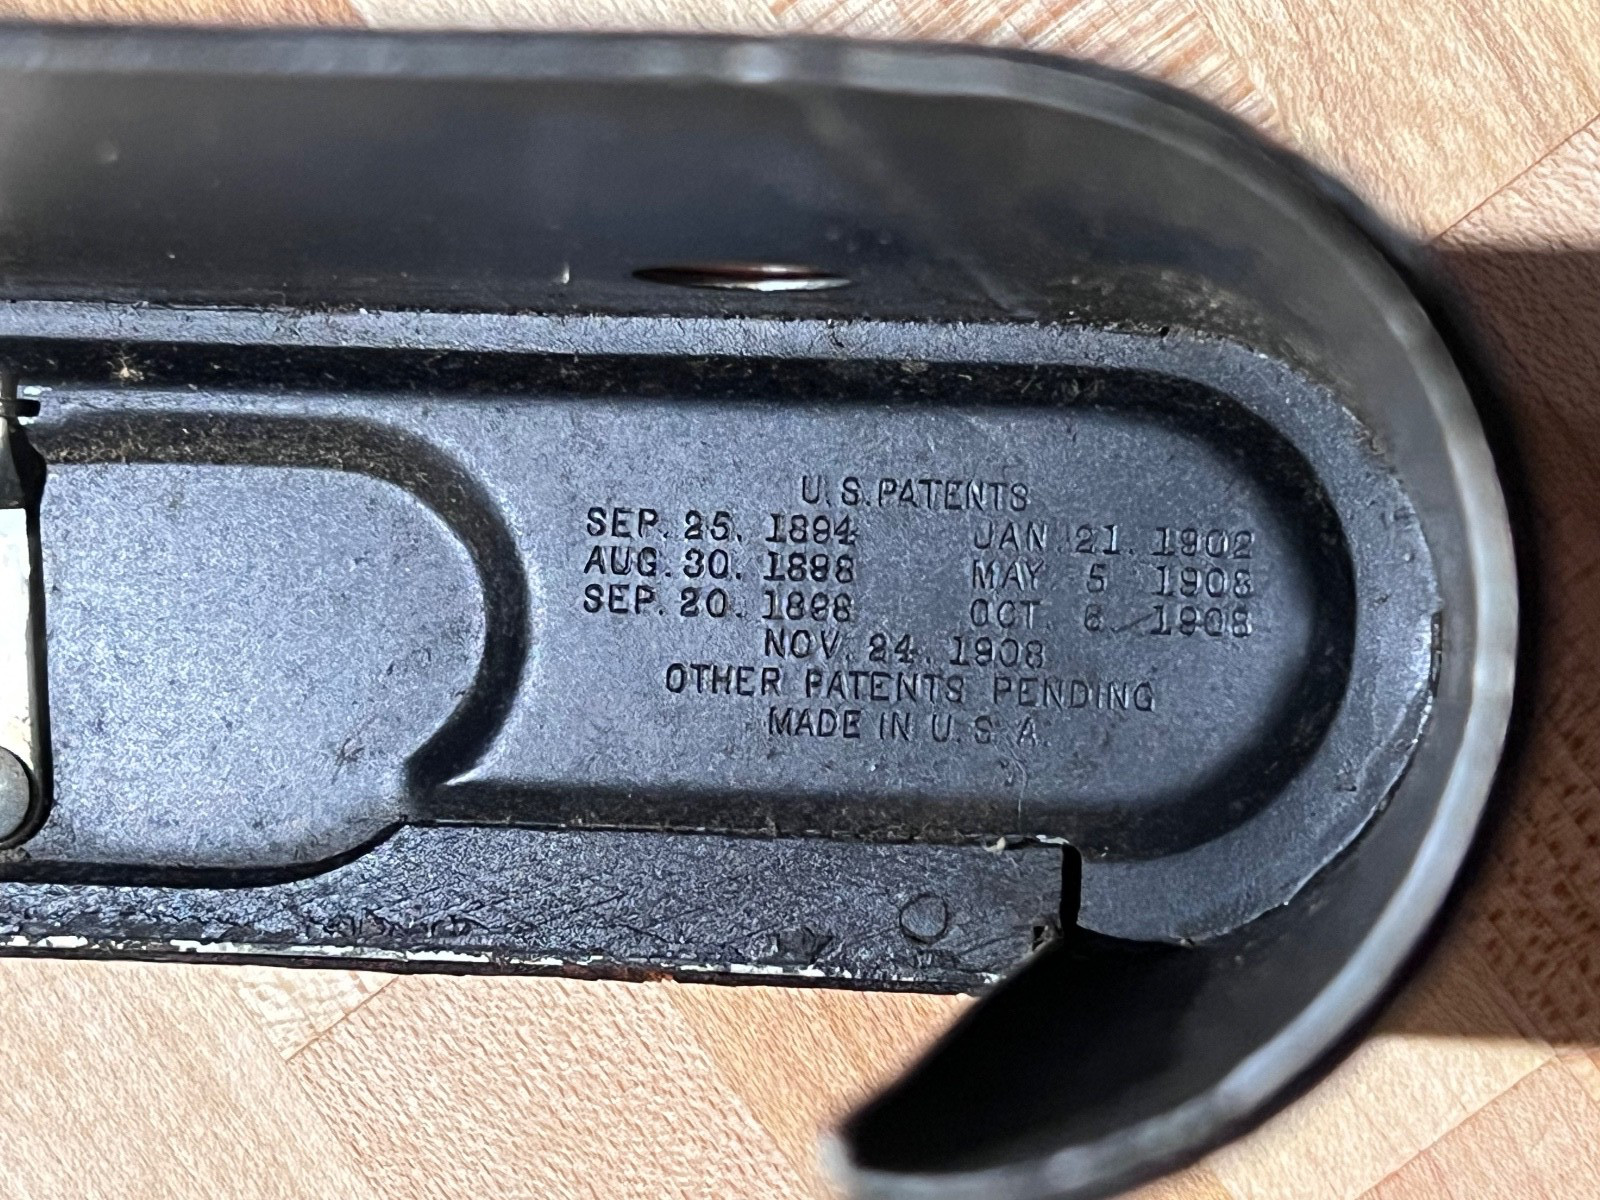 U. S. PATENTS
SEP. 25. 1894 JAN 21. 1902
AUG. 30. 1898 MAY. 5 1908
SEP. 20. 1898 OCT. 6. 1908
NOV. 24. 1908
OTHER PATENTS PENDING
MADE IN U. S. A.